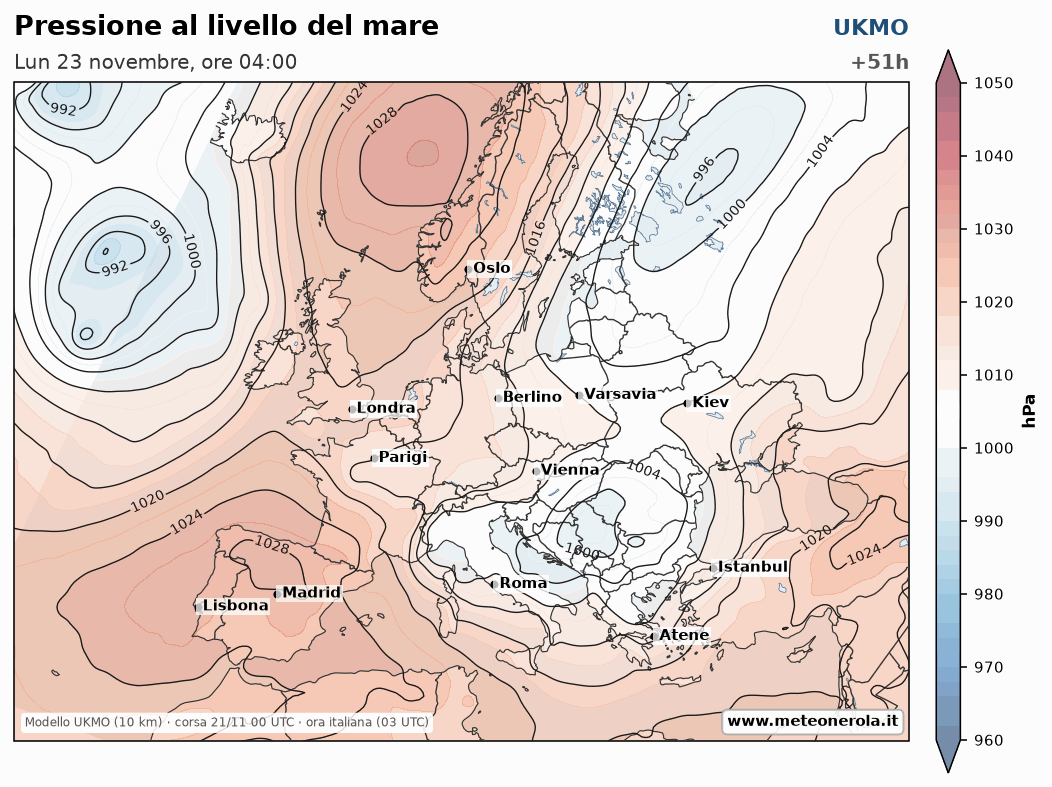 Pressione al livello del mare
UKMO
Lun 23 novembre, ore 04:00
+51h
992
1024
1028
996
1004
1000
996
1000
992
1016
Oslo
Londra
Berlino
Varsavia
Kiev
Parigi
Vienna
1004
1020
1024
1028
1000
1020
1024
Istanbul
Roma
Madrid
Lisbona
Atene
Modello UKMO (10 km) · corsa 21/11 00 UTC · ora italiana (03 UTC)
www.meteonerola.it
1050
1040
1030
1020
1010
1000
990
980
970
960
hPa